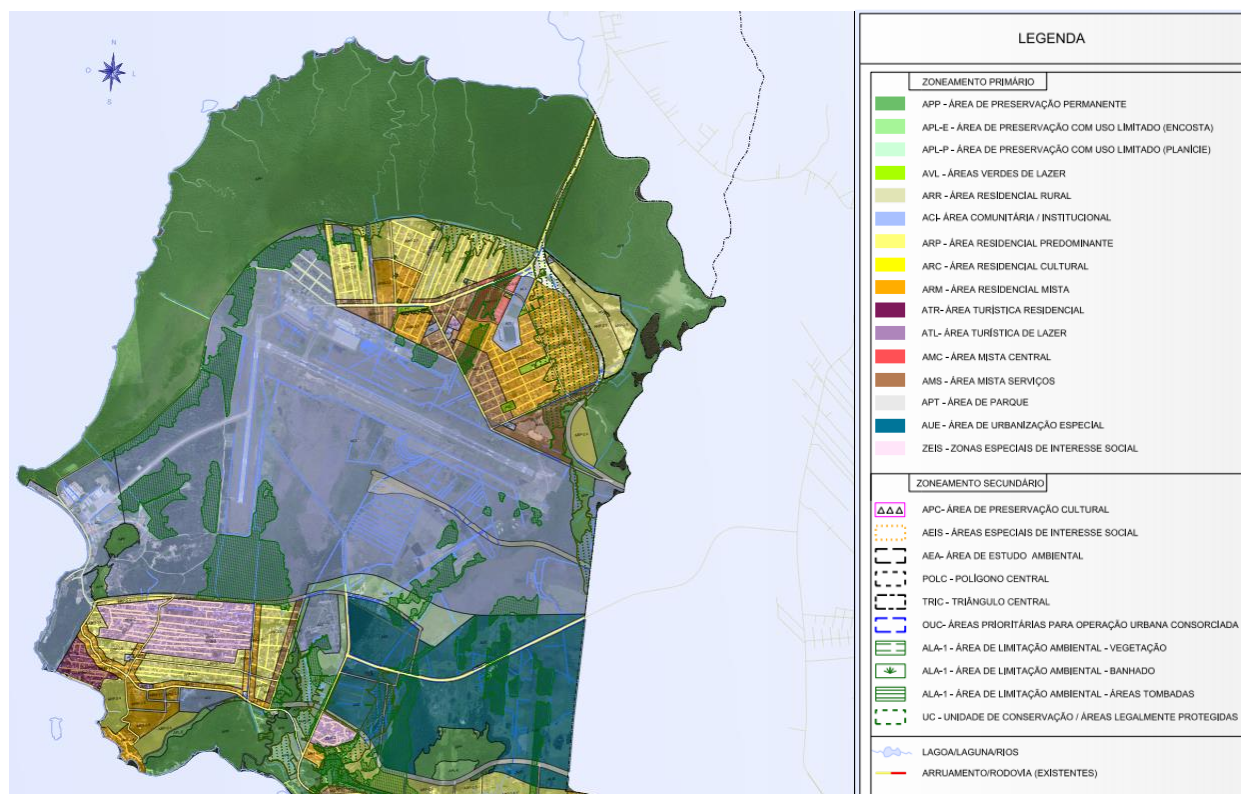 N
O
L
S
LEGENDA
ZONEAMENTO PRIMÁRIO
APP - ÁREA DE PRESERVAÇÃO PERMANENTE
APL-E - ÁREA DE PRESERVAÇÃO COM USO LIMITADO (ENCOSTA)
APL-P - ÁREA DE PRESERVAÇÃO COM USO LIMITADO (PLANÍCIE)
AVL - ÁREAS VERDES DE LAZER
ARR - ÁREA RESIDENCIAL RURAL
ACI- ÁREA COMUNITÁRIA / INSTITUCIONAL
ARP - ÁREA RESIDENCIAL PREDOMINANTE
ARC - ÁREA RESIDENCIAL CULTURAL
ARM - ÁREA RESIDENCIAL MISTA
ATR- ÁREA TURÍSTICA RESIDENCIAL
ATL- ÁREA TURÍSTICA DE LAZER
AMC - ÁREA MISTA CENTRAL
AMS - ÁREA MISTA SERVIÇOS
APT - ÁREA DE PARQUE
AUE - ÁREA DE URBANIZAÇÃO ESPECIAL
ZEIS - ZONAS ESPECIAIS DE INTERESSE SOCIAL
ZONEAMENTO SECUNDÁRIO
APC- ÁREA DE PRESERVAÇÃO CULTURAL
AEIS - ÁREAS ESPECIAIS DE INTERESSE SOCIAL
AEA- ÁREA DE ESTUDO AMBIENTAL
POLC - POLÍGONO CENTRAL
TRIC - TRIÂNGULO CENTRAL
OUC- ÁREAS PRIORITÁRIAS PARA OPERAÇÃO URBANA CONSORCIADA
ALA-1 - ÁREA DE LIMITAÇÃO AMBIENTAL - VEGETAÇÃO
ALA-1 - ÁREA DE LIMITAÇÃO AMBIENTAL - BANHADO
ALA-1 - ÁREA DE LIMITAÇÃO AMBIENTAL - ÁREAS TOMBADAS
UC - UNIDADE DE CONSERVAÇÃO / ÁREAS LEGALMENTE PROTEGIDAS
LAGOA/LAGUNA/RIOS
ARRUAMENTO/RODOVIA (EXISTENTES)